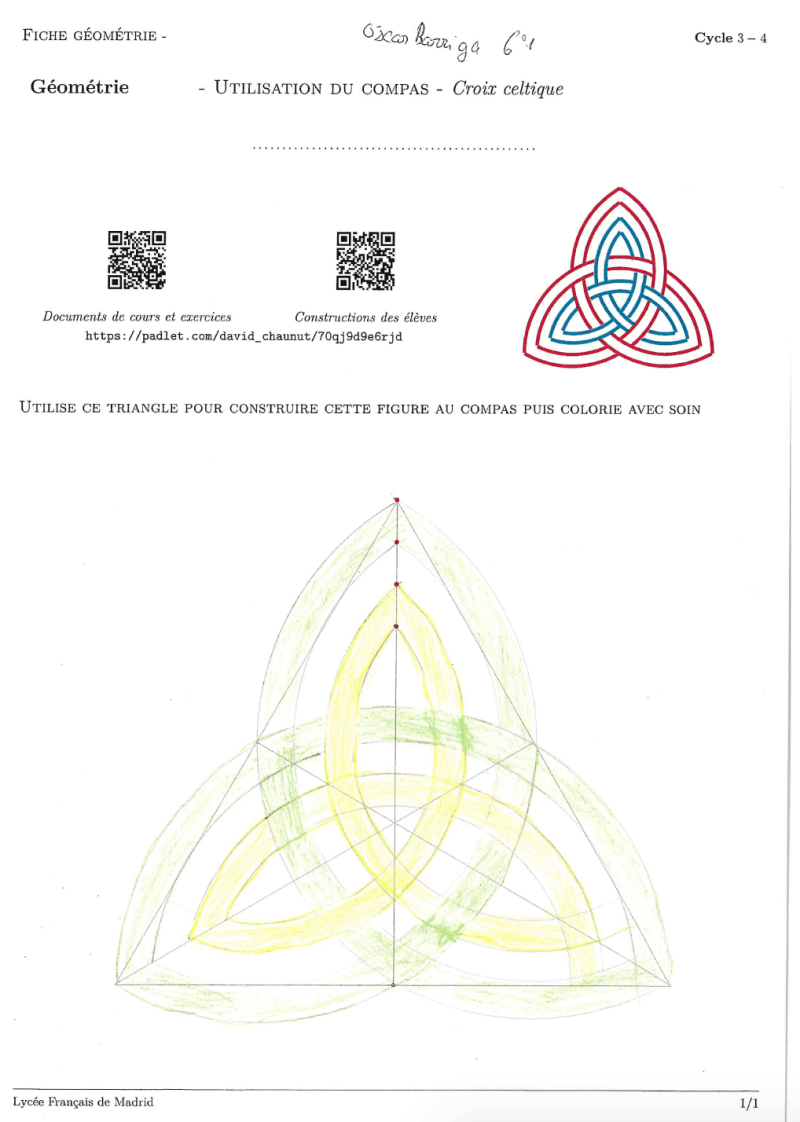 FICHE GÉOMÉTRIE -
Oscar Barriga 6°1
Cycle 3 – 4
Géométrie - UTILISATION DU COMPAS - Croix celtique
Documents de cours et exercices
Constructions des élèves
https://padlet.com/david_chaunut/70qj9d9e6rjd
UTILISE CE TRIANGLE POUR CONSTRUIRE CETTE FIGURE AU COMPAS PUIS COLORIE AVEC SOIN
Lycée Français de Madrid
1/1